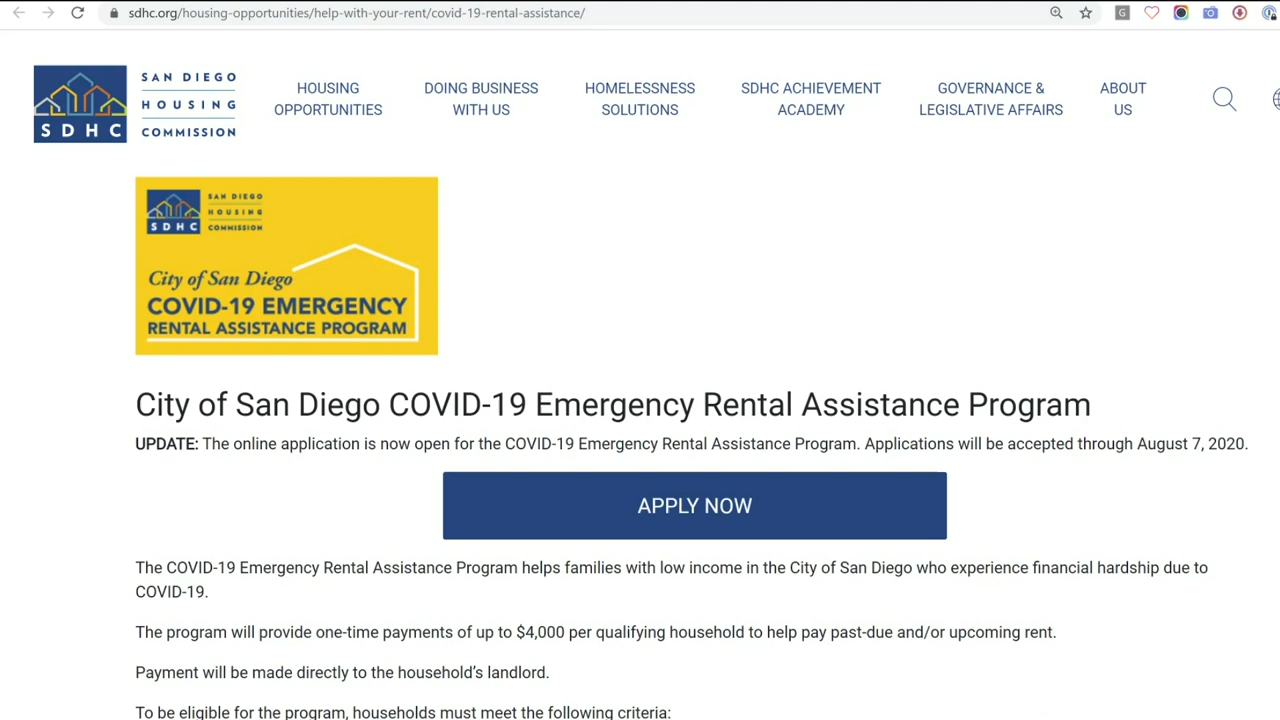 sdhc.org/housing-opportunities/help-with-your-rent/covid-19-rental-assistance/
SAN DIEGO
HOUSING
COMMISSION
SDHC
HOUSING OPPORTUNITIES
DOING BUSINESS WITH US
HOMELESSNESS SOLUTIONS
SDHC ACHIEVEMENT ACADEMY
GOVERNANCE & LEGISLATIVE AFFAIRS
ABOUT US
SAN DIEGO
HOUSING
COMMISSION
SDHC
City of San Diego
COVID-19 EMERGENCY
RENTAL ASSISTANCE PROGRAM
City of San Diego COVID-19 Emergency Rental Assistance Program
UPDATE: The online application is now open for the COVID-19 Emergency Rental Assistance Program. Applications will be accepted through August 7, 2020.
APPLY NOW
The COVID-19 Emergency Rental Assistance Program helps families with low income in the City of San Diego who experience financial hardship due to
COVID-19.
The program will provide one-time payments of up to $4,000 per qualifying household to help pay past-due and/or upcoming rent.
Payment will be made directly to the household's landlord.
To be eligible for the program, households must meet the following criteria: